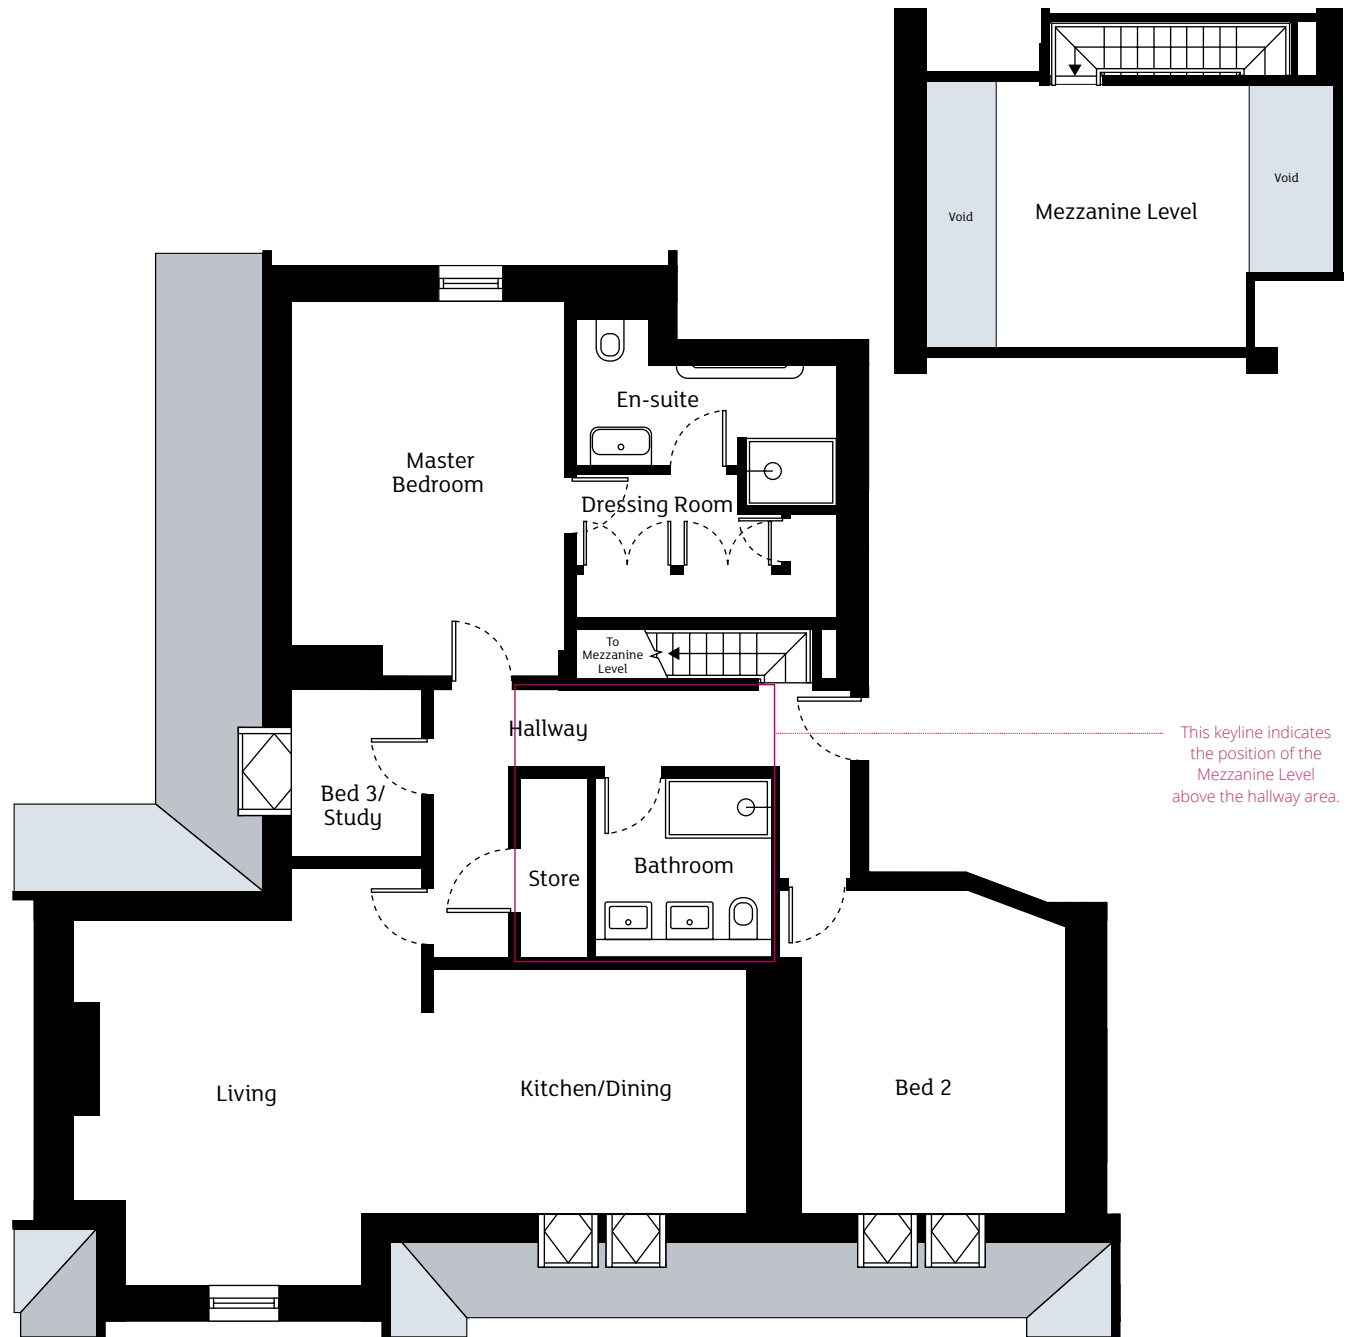 Void
Mezzanine Level
Void
En-suite
Master
Bedroom
Dressing Room
To
Mezzanine
Level
Hallway
This keyline indicates
the position of the
Mezzanine Level
above the hallway area.
Bed 3/
Study
Store
Bathroom
Living
Kitchen/Dining
Bed 2